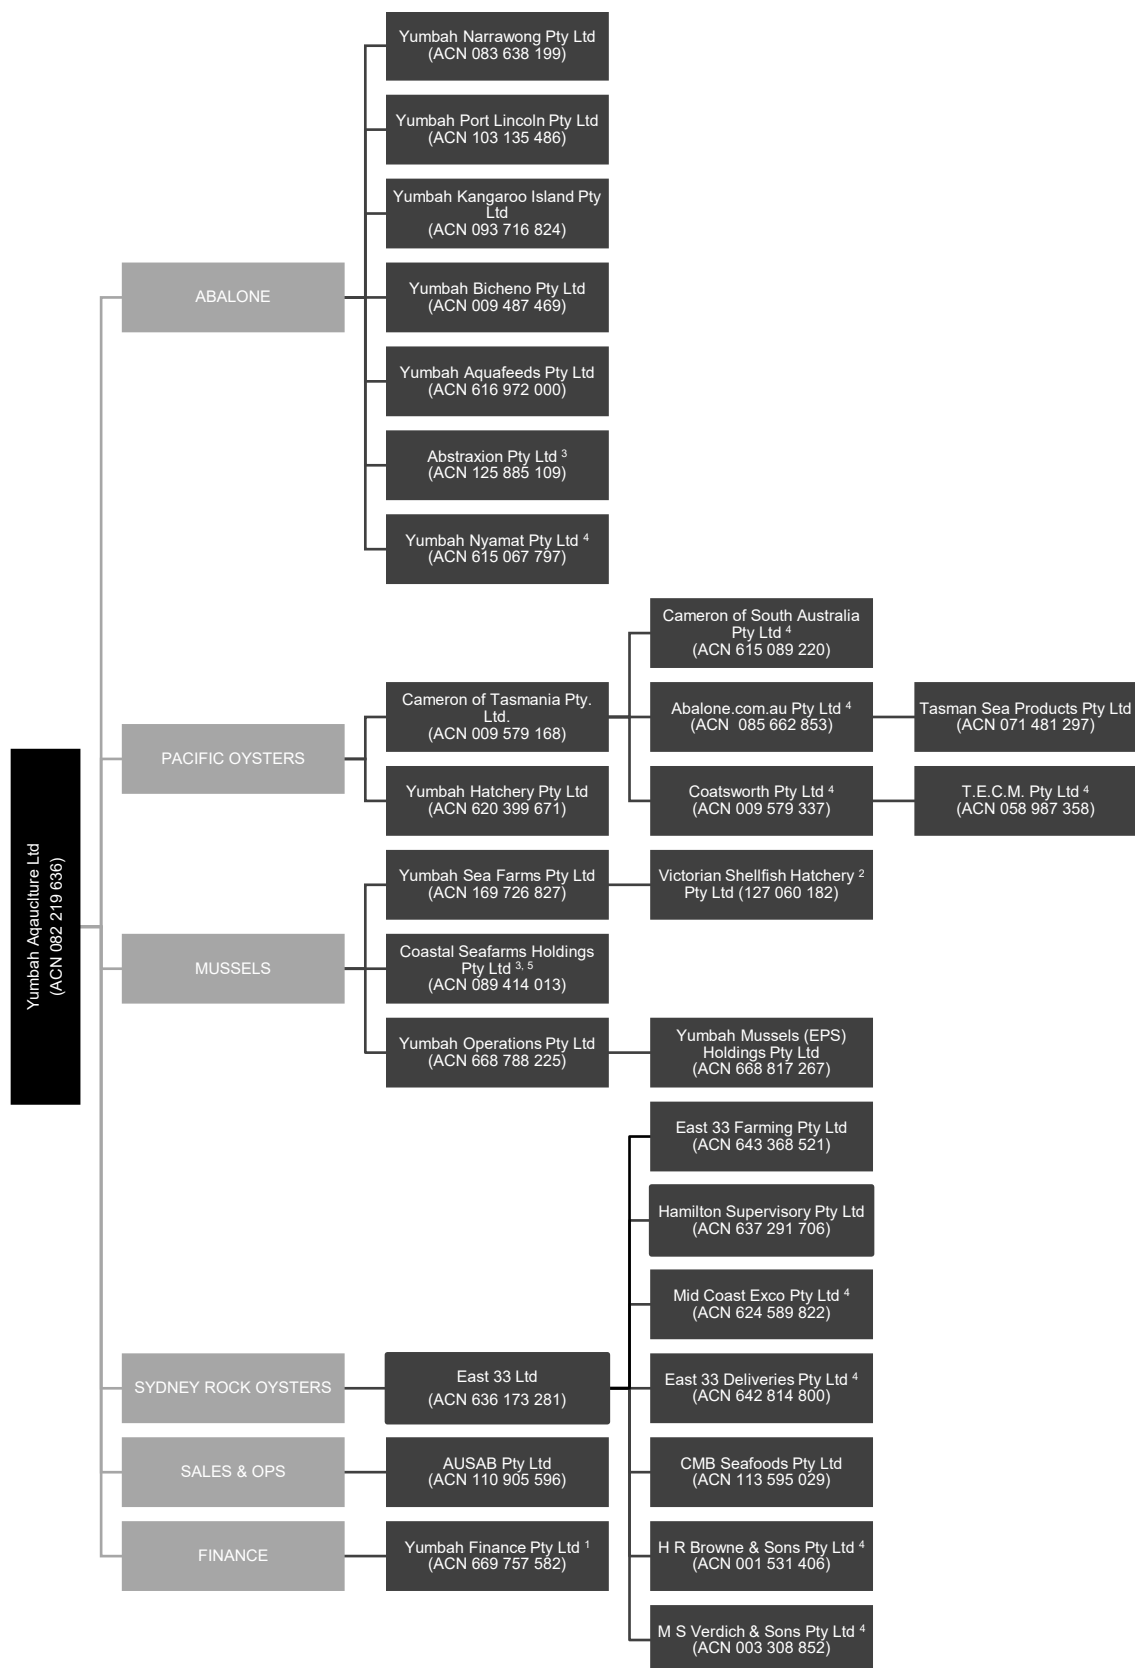 Yumbah Narrawong Pty Ltd
(ACN 083 638 199)
Yumbah Port Lincoln Pty Ltd
(ACN 103 135 486)
Yumbah Kangaroo Island Pty
Ltd
(ACN 093 716 824)
ABALONE
Yumbah Bicheno Pty Ltd
(ACN 009 487 469)
Yumbah Aquafeeds Pty Ltd
(ACN 616 972 000)
Abstraxion Pty Ltd ³
(ACN 125 885 109)
Yumbah Nyamat Pty Ltd ⁴
(ACN 615 067 797)
Cameron of South Australia
Pty Ltd ⁴
(ACN 615 089 220)
Cameron of Tasmania Pty.
Ltd.
(ACN 009 579 168)
Abalone.com.au Pty Ltd ⁴
(ACN  085 662 853)
Tasman Sea Products Pty Ltd
(ACN 071 481 297)
PACIFIC OYSTERS
Yumbah Hatchery Pty Ltd
(ACN 620 399 671)
Coatsworth Pty Ltd ⁴
(ACN 009 579 337)
T.E.C.M. Pty Ltd ⁴
(ACN 058 987 358)
Yumbah Aqauclture Ltd
(ACN 082 219 636)
Yumbah Sea Farms Pty Ltd
(ACN 169 726 827)
Victorian Shellfish Hatchery ²
Pty Ltd (127 060 182)
MUSSELS
Coastal Seafarms Holdings
Pty Ltd ³, ⁵
(ACN 089 414 013)
Yumbah Operations Pty Ltd
(ACN 668 788 225)
Yumbah Mussels (EPS)
Holdings Pty Ltd
(ACN 668 817 267)
East 33 Farming Pty Ltd
(ACN 643 368 521)
Hamilton Supervisory Pty Ltd
(ACN 637 291 706)
Mid Coast Exco Pty Ltd ⁴
(ACN 624 589 822)
SYDNEY ROCK OYSTERS
East 33 Ltd
(ACN 636 173 281)
East 33 Deliveries Pty Ltd ⁴
(ACN 642 814 800)
SALES & OPS
AUSAB Pty Ltd
(ACN 110 905 596)
CMB Seafoods Pty Ltd
(ACN 113 595 029)
FINANCE
Yumbah Finance Pty Ltd ¹
(ACN 669 757 582)
H R Browne & Sons Pty Ltd ⁴
(ACN 001 531 406)
M S Verdich & Sons Pty Ltd ⁴
(ACN 003 308 852)